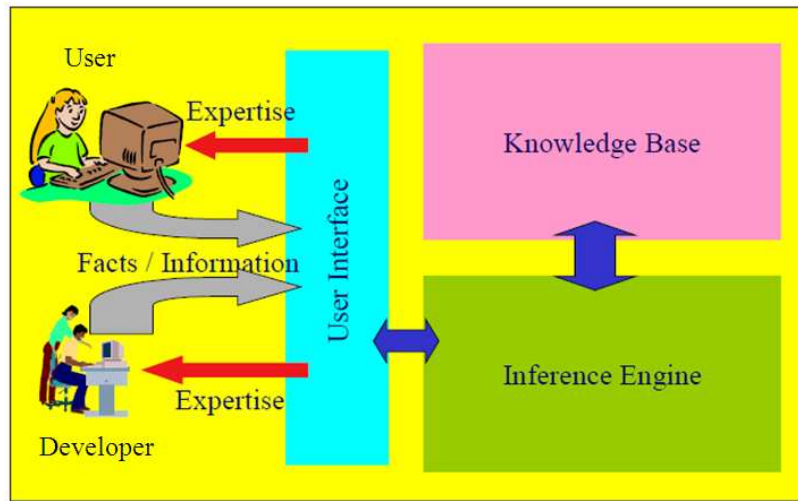 User
Expertise
Knowledge Base
User Interface
Facts / Information
Inference Engine
Expertise
Developer